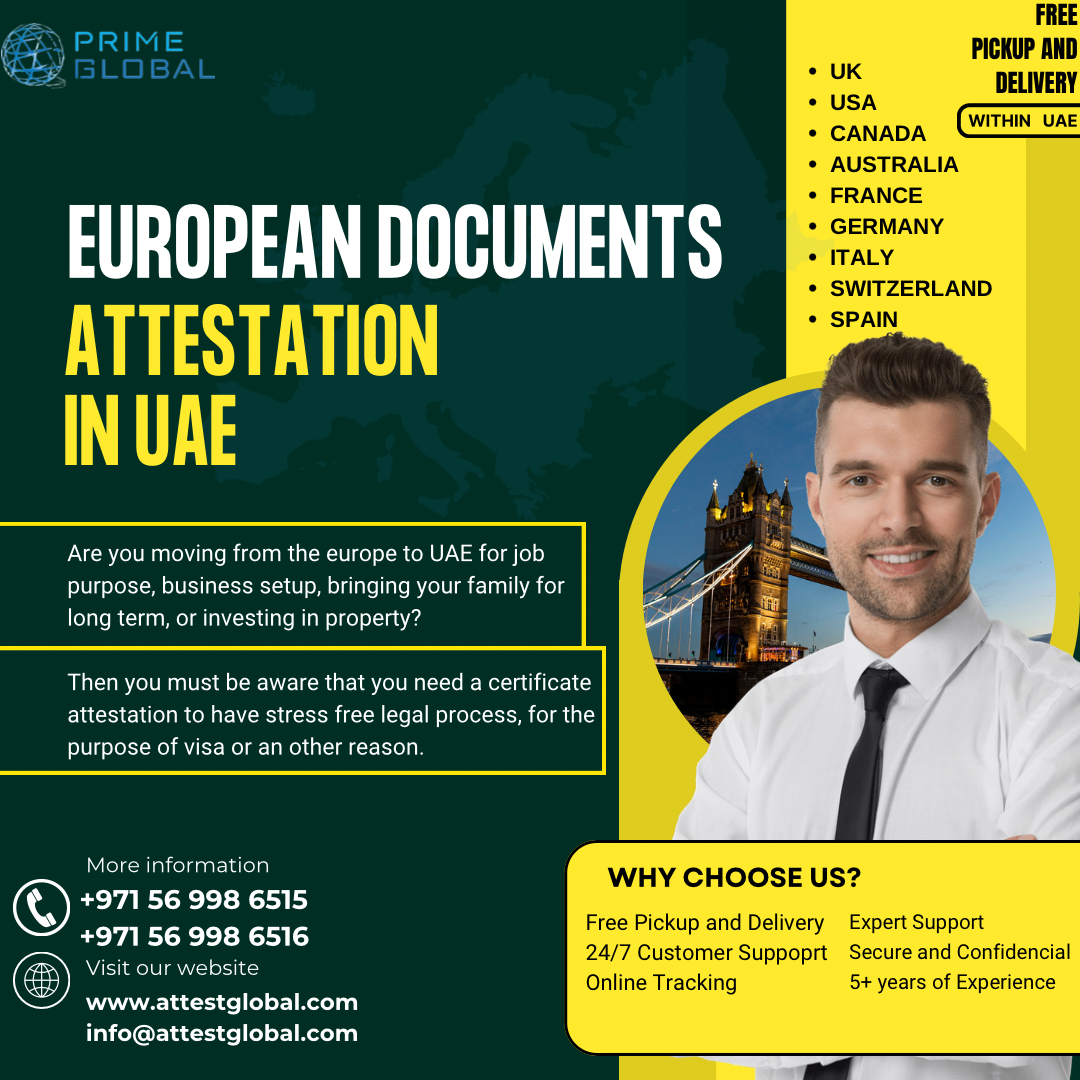 PRIME
GLOBAL
FREE
PICKUP AND
DELIVERY
WITHIN UAE
• UK
• USA
• CANADA
• AUSTRALIA
• FRANCE
• GERMANY
• ITALY
• SWITZERLAND
• SPAIN
EUROPEAN DOCUMENTS
ATTESTATION
IN UAE
Are you moving from the europe to UAE for job
purpose, business setup, bringing your family for
long term, or investing in property?
Then you must be aware that you need a certificate
attestation to have stress free legal process, for the
purpose of visa or an other reason.
More information
+971 56 998 6515
+971 56 998 6516
Visit our website
www.attestglobal.com
info@attestglobal.com
WHY CHOOSE US?
Free Pickup and Delivery
24/7 Customer Suppoprt
Online Tracking
Expert Support
Secure and Confidencial
5+ years of Experience